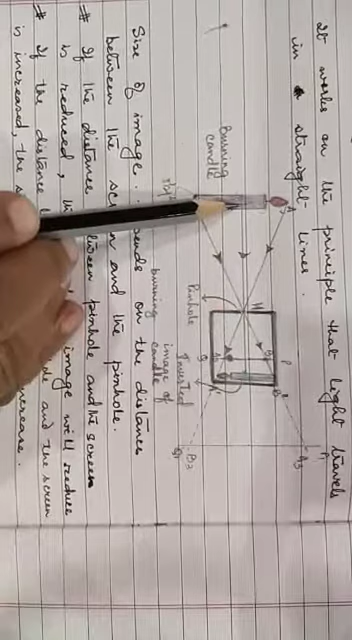 It works on the principle that light travels
in a straight lines.
Burning
candle
Pinhole
Inverted
image of
burning
candle
Size of image depends on the distance
between the screen and the pinhole.
# If the distance between pinhole and the screen
is reduced, image will reduce
# If the distance and the screen
is increased, the increase.